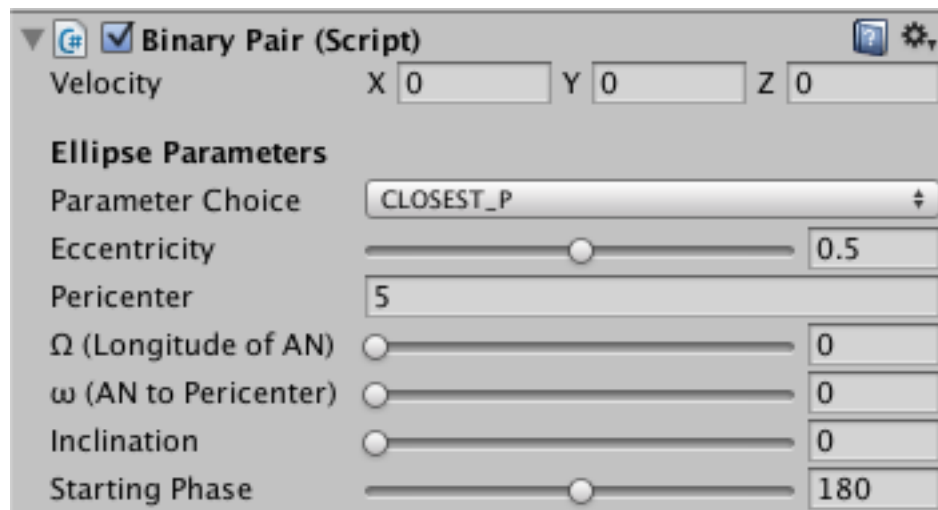 Binary Pair (Script)
Velocity X 0 Y 0 Z 0
Ellipse Parameters
Parameter Choice CLOSEST_P
Eccentricity 0.5
Pericenter 5
Ω (Longitude of AN) 0
ω (AN to Pericenter) 0
Inclination 0
Starting Phase 180